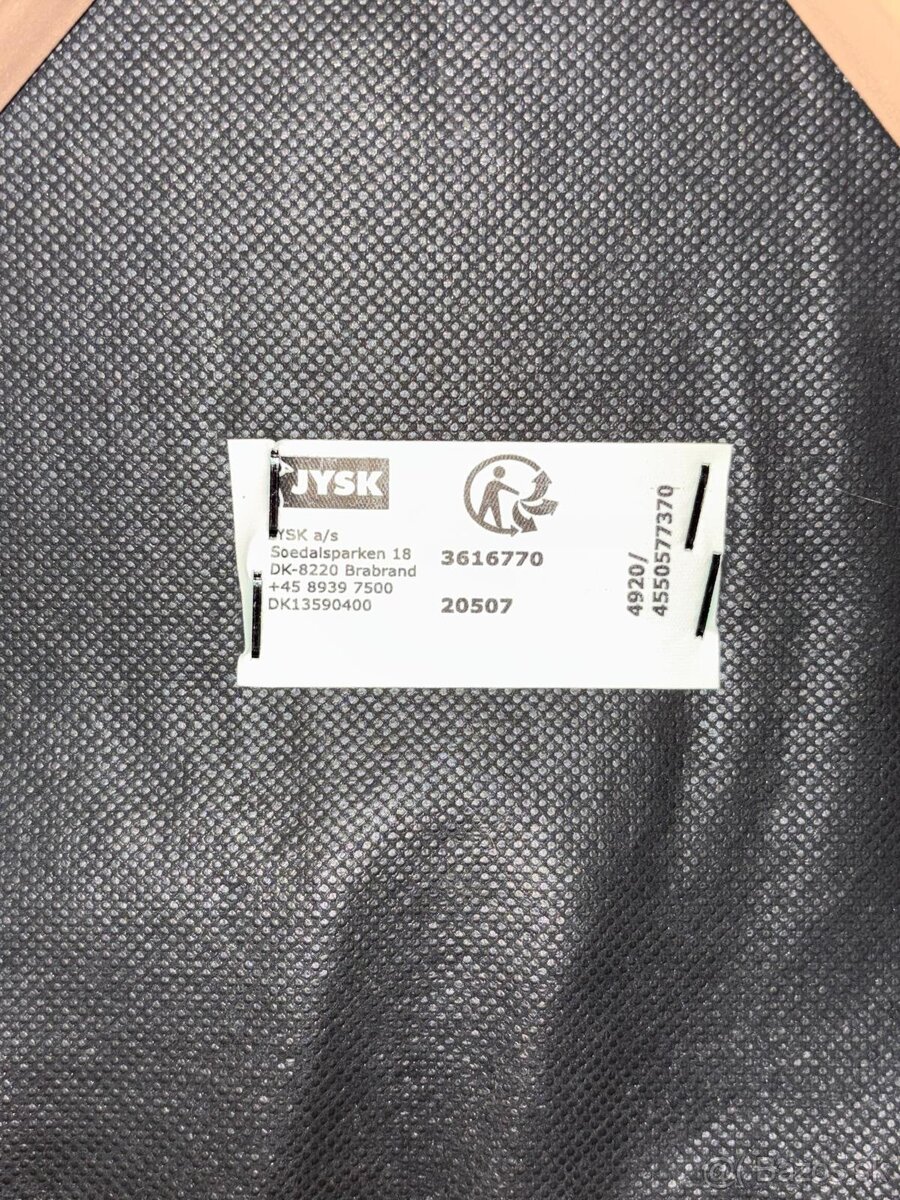 JYSK
JYSK a/s
Soedalsparken 18
DK-8220 Brabrand
+45 8939 7500
DK13590400
3616770
20507
4920/
4550577370